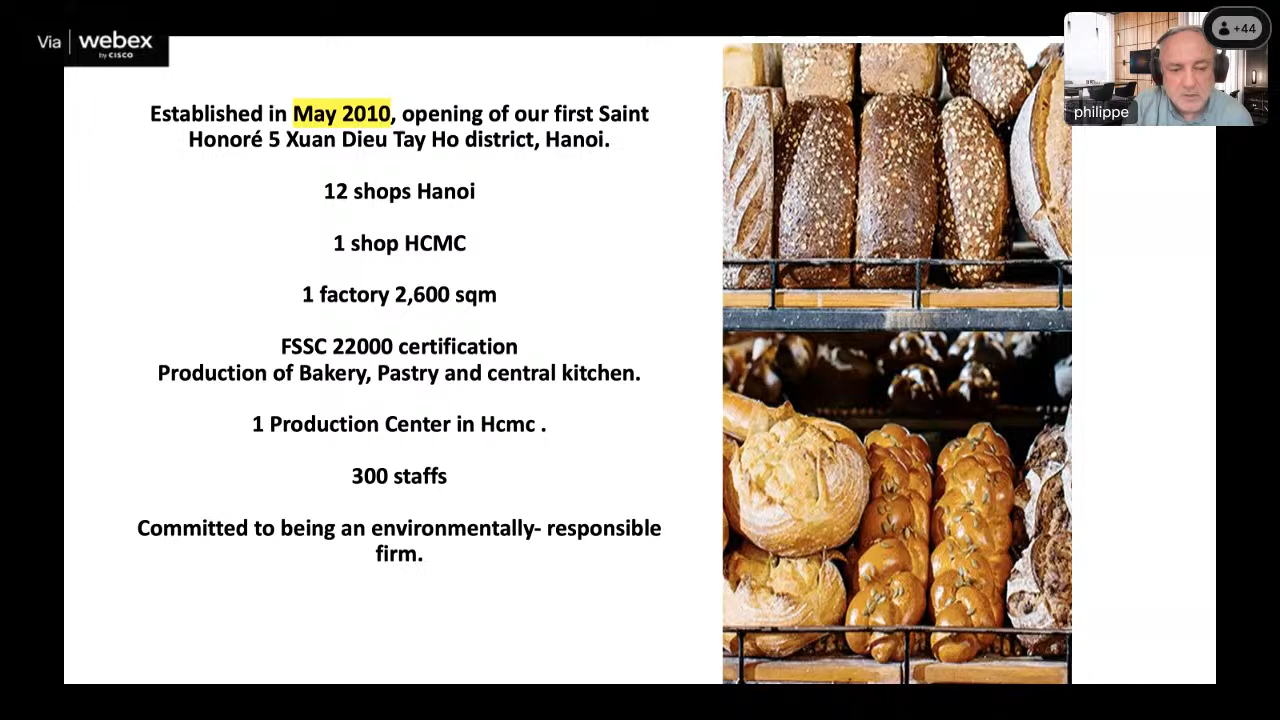 Via webex
by CISCO
+44
philippe
Established in May 2010, opening of our first Saint
Honoré 5 Xuan Dieu Tay Ho district, Hanoi.
12 shops Hanoi
1 shop HCMC
1 factory 2,600 sqm
FSSC 22000 certification
Production of Bakery, Pastry and central kitchen.
1 Production Center in Hcmc .
300 staffs
Committed to being an environmentally- responsible
firm.